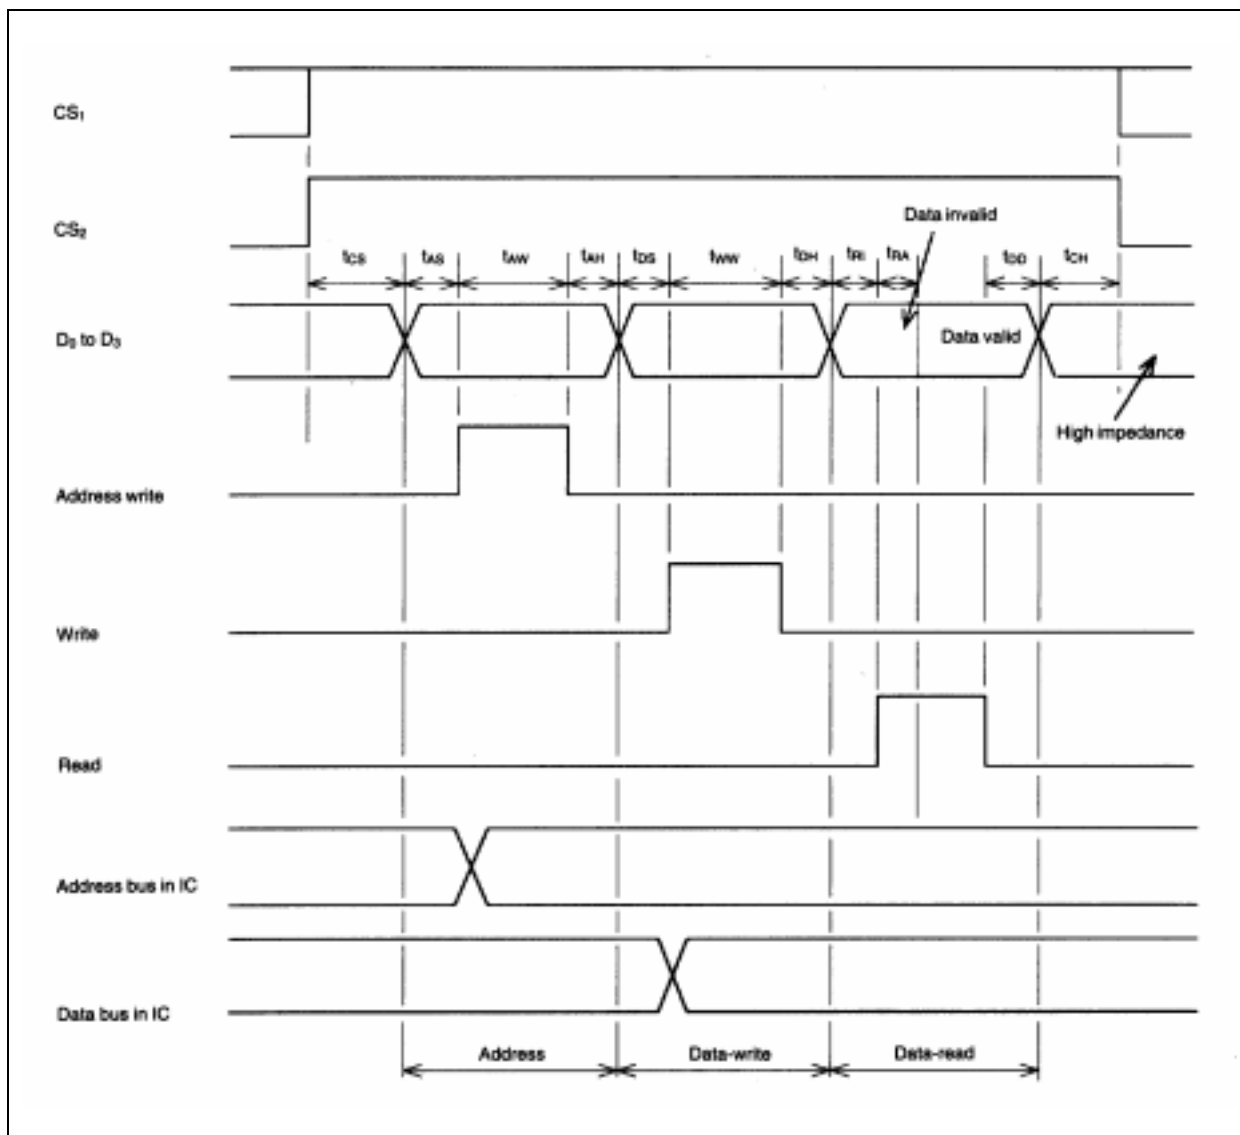 CS₁
CS₂
Data invalid
tCS tAS tAW tAH tDS tWW tDH tRI tRA tDD tCH
D₀ to D₃
Data valid
High impedance
Address write
Write
Read
Address bus in IC
Data bus in IC
Address Data-write Data-read